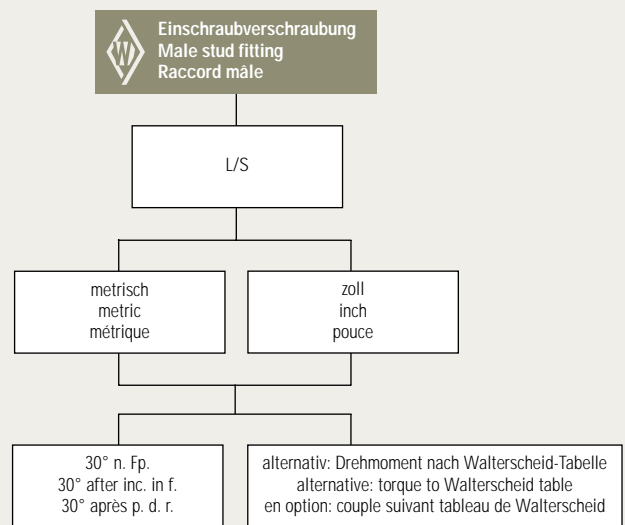 W
Einschraubverschraubung
Male stud fitting
Raccord mâle
L/S
metrisch
metric
métrique
zoll
inch
pouce
30° n. Fp.
30° after inc. in f.
30° après p. d. r.
alternativ: Drehmoment nach Walterscheid-Tabelle
alternative: torque to Walterscheid table
en option: couple suivant tableau de Walterscheid